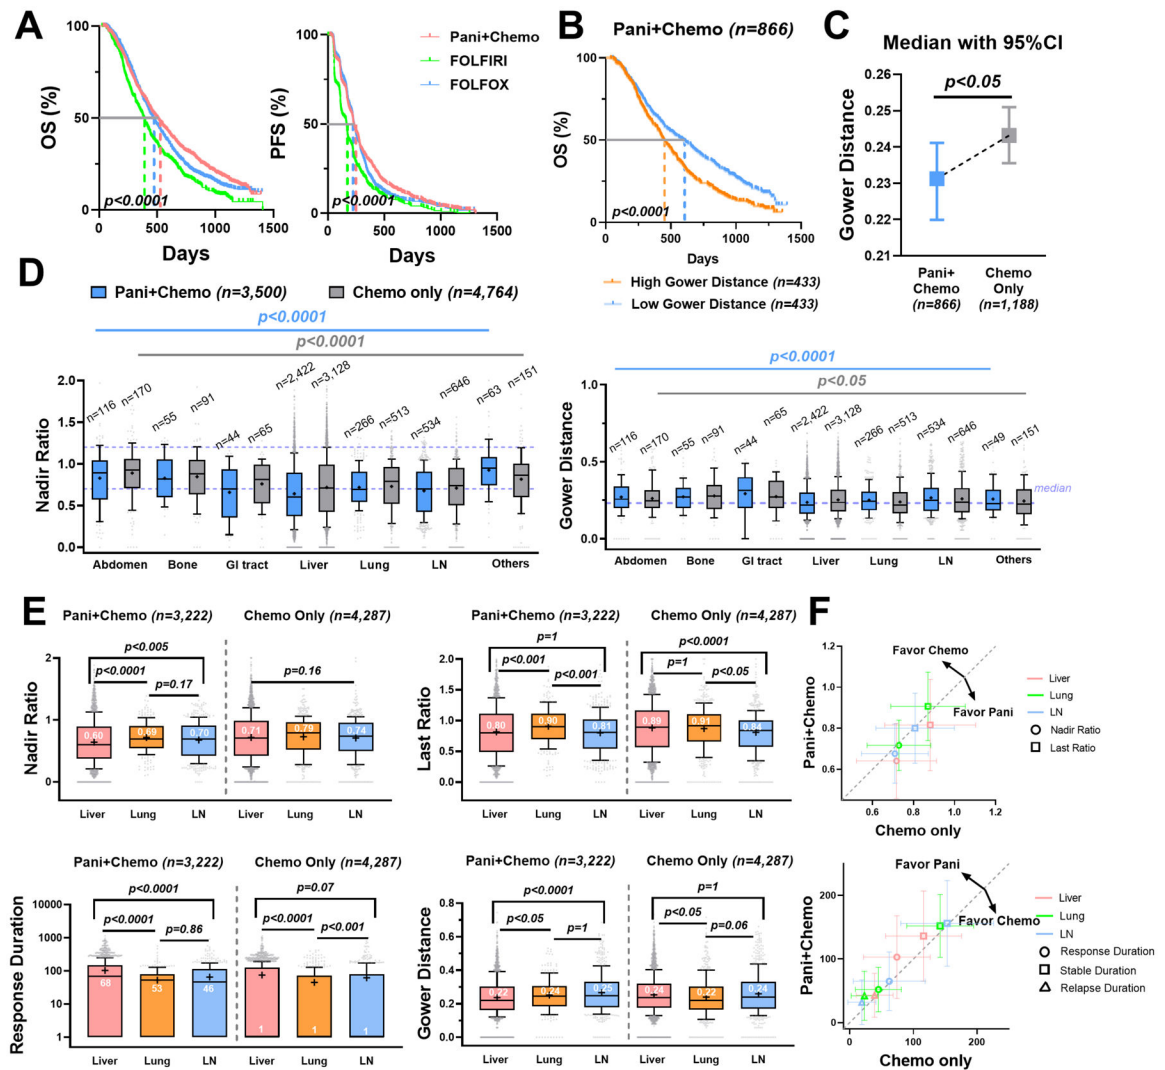 A
100
50
0
OS (%)
p<0.0001
0
500
1000
1500
Days
100
50
0
PFS (%)
p<0.0001
0
500
1000
1500
Days
Pani+Chemo
FOLFIRI
FOLFOX
B
Pani+Chemo (n=866)
100
50
0
OS (%)
p<0.0001
0
500
1000
1500
Days
High Gower Distance (n=433)
Low Gower Distance (n=433)
C
Median with 95%CI
0.26
0.25
0.24
0.23
0.22
0.21
Gower Distance
p<0.05
Pani+
Chemo
(n=866)
Chemo
Only
(n=1,188)
D
Pani+Chemo (n=3,500)
Chemo only (n=4,764)
p<0.0001
p<0.0001
2.0
1.5
1.0
0.5
0.0
Nadir Ratio
n=116
n=170
n=55
n=91
n=44
n=65
n=2,422
n=3,128
n=266
n=513
n=534
n=646
n=63
n=151
Abdomen
Bone
GI tract
Liver
Lung
LN
Others
p<0.0001
p<0.05
1.0
0.5
0.0
Gower Distance
n=116
n=170
n=55
n=91
n=44
n=65
n=2,422
n=3,128
n=266
n=513
n=534
n=646
n=49
n=151
median
Abdomen
Bone
GI tract
Liver
Lung
LN
Others
E
Pani+Chemo (n=3,222)
Chemo Only (n=4,287)
p<0.005
p<0.0001
p=0.17
p=0.16
2
1
0
Nadir Ratio
0.60
0.69
0.70
0.71
0.79
0.74
Liver
Lung
LN
Liver
Lung
LN
Pani+Chemo (n=3,222)
Chemo Only (n=4,287)
p=1
p<0.001
p<0.001
p<0.0001
p=1
p<0.05
2.0
1.5
1.0
0.5
0.0
Last Ratio
0.80
0.90
0.81
0.89
0.91
0.84
Liver
Lung
LN
Liver
Lung
LN
Pani+Chemo (n=3,222)
Chemo Only (n=4,287)
p<0.0001
p<0.0001
p=0.86
p=0.07
p<0.0001
p<0.001
10000
1000
100
10
1
Response Duration
68
53
46
1
1
1
Liver
Lung
LN
Liver
Lung
LN
Pani+Chemo (n=3,222)
Chemo Only (n=4,287)
p<0.0001
p<0.05
p=1
p=1
p<0.05
p=0.06
0.8
0.6
0.4
0.2
0.0
Gower Distance
0.22
0.24
0.25
0.24
0.22
0.24
Liver
Lung
LN
Liver
Lung
LN
F
1.2
1.0
0.8
0.6
Pani+Chemo
Favor Chemo
Favor Pani
0.6
0.8
1.0
1.2
Chemo only
Liver
Lung
LN
Nadir Ratio
Last Ratio
200
100
0
Pani+Chemo
Favor Pani
Favor Chemo
0
100
200
Chemo only
Liver
Lung
LN
Response Duration
Stable Duration
Relapse Duration